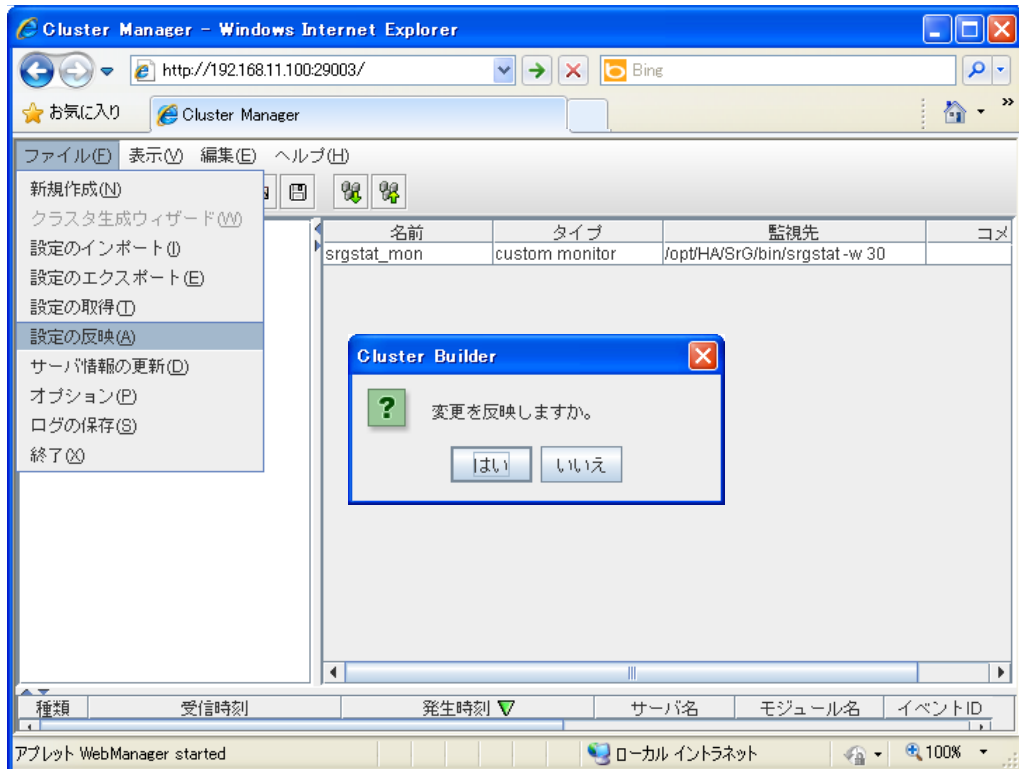 Cluster Manager - Windows Internet Explorer
http://192.168.11.100:29003/
Bing
お気に入り
Cluster Manager
ファイル(F) 表示(V) 編集(E) ヘルプ(H)
新規作成(N)
クラスタ生成ウィザード(W)
設定のインポート(I)
設定のエクスポート(E)
設定の取得(T)
設定の反映(A)
サーバ情報の更新(D)
オプション(P)
ログの保存(S)
終了(X)
名前 タイプ 監視先 コメ
srgstat_mon custom monitor /opt/HA/SrG/bin/srgstat -w 30
Cluster Builder
変更を反映しますか。
はい いいえ
種類 受信時刻 発生時刻 サーバ名 モジュール名 イベントID
アプレット WebManager started ローカル イントラネット 100%